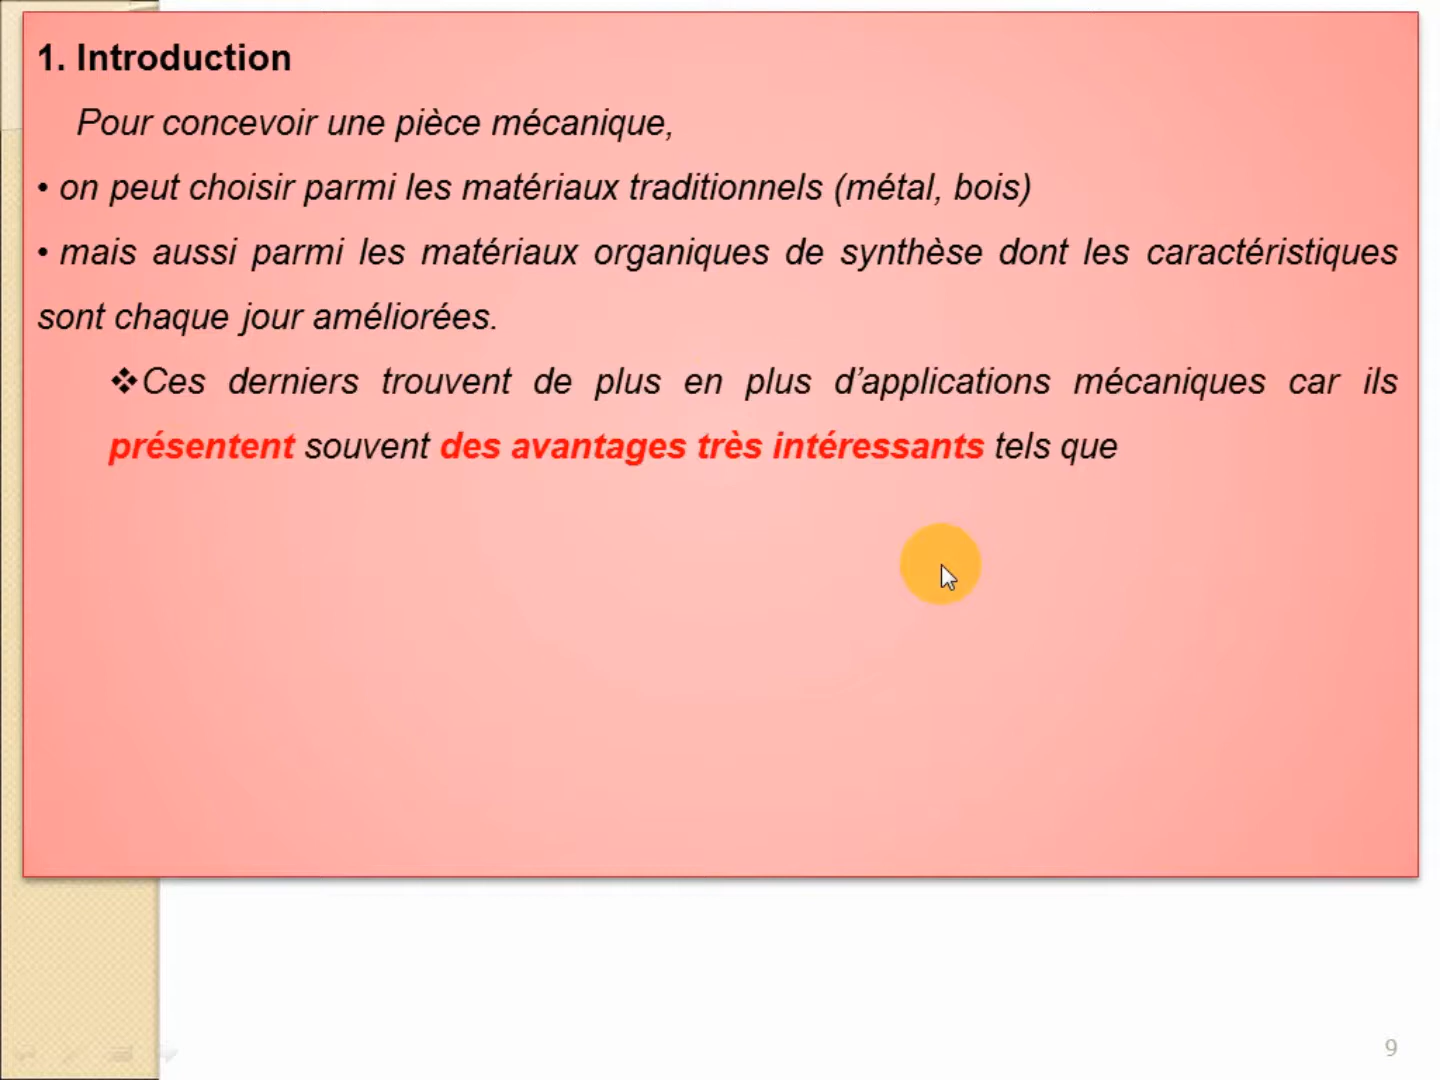 1. Introduction
Pour concevoir une pièce mécanique,
• on peut choisir parmi les matériaux traditionnels (métal, bois)
• mais aussi parmi les matériaux organiques de synthèse dont les caractéristiques
sont chaque jour améliorées.
❖Ces derniers trouvent de plus en plus d’applications mécaniques car ils
présentent souvent des avantages très intéressants tels que
9